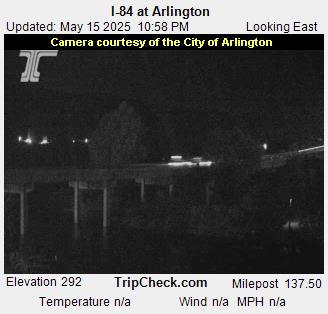 I-84 at Arlington
Updated: May 15 2025 10:58 PM Looking East
Camera courtesy of the City of Arlington
Elevation 292 TripCheck.com Milepost 137.50
Temperature n/a Wind n/a MPH n/a